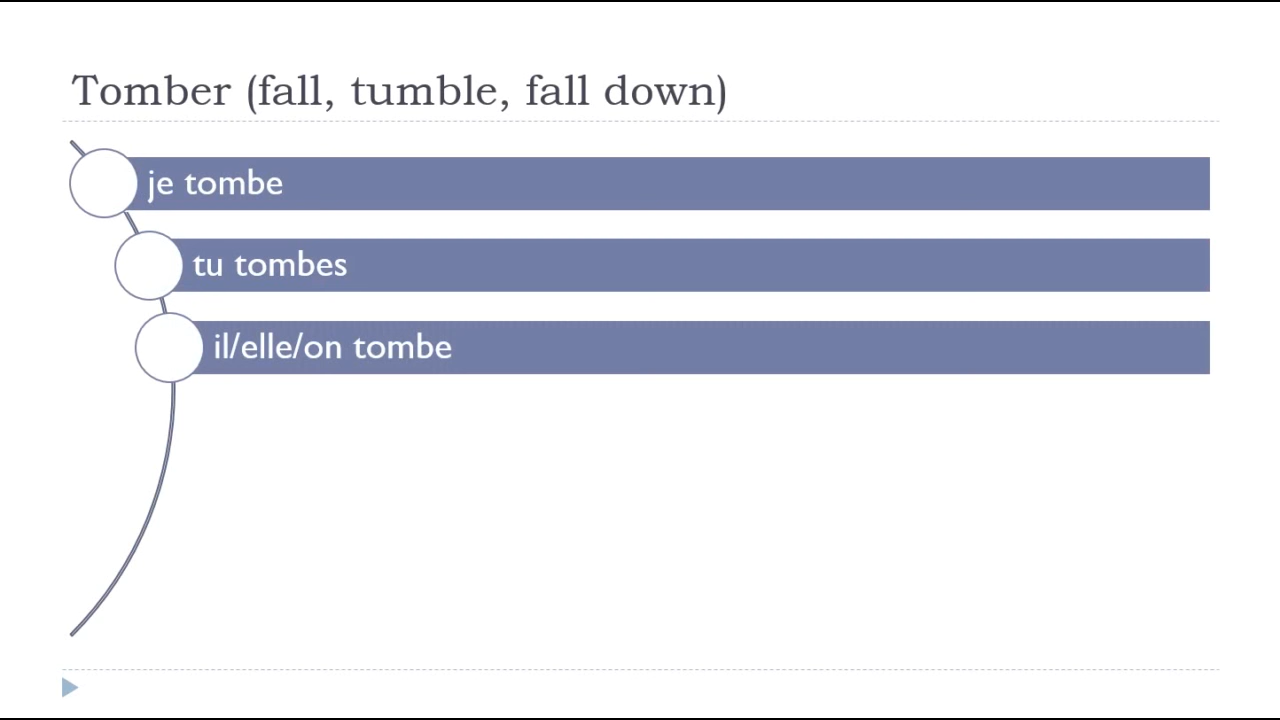 Tomber (fall, tumble, fall down)
je tombe
tu tombes
il/elle/on tombe